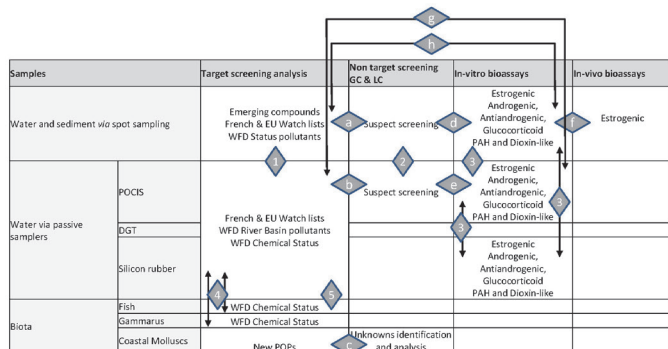 g
h
Samples
Target screening analysis
Non target screening
GC & LC
In-vitro bioassays
In-vivo bioassays
Water and sediment via spot sampling
Emerging compounds
French & EU Watch lists
WFD Status pollutants
a
Suspect screening
d
Estrogenic
Androgenic,
Antiandrogenic,
Glucocorticoid
PAH and Dioxin-like
f
Estrogenic
1
2
3
Water via passive
samplers
POCIS
b
Suspect screening
e
Estrogenic
Androgenic,
Antiandrogenic,
Glucocorticoid
PAH and Dioxin-like
3
3
French & EU Watch lists
WFD River Basin pollutants
WFD Chemical Status
DGT
Silicon rubber
Estrogenic
Androgenic,
Antiandrogenic,
Glucocorticoid
PAH and Dioxin-like
4
5
Biota
Fish
WFD Chemical Status
Gammarus
WFD Chemical Status
Coastal Molluscs
New POPs
c
Unknowns identification
and analysis